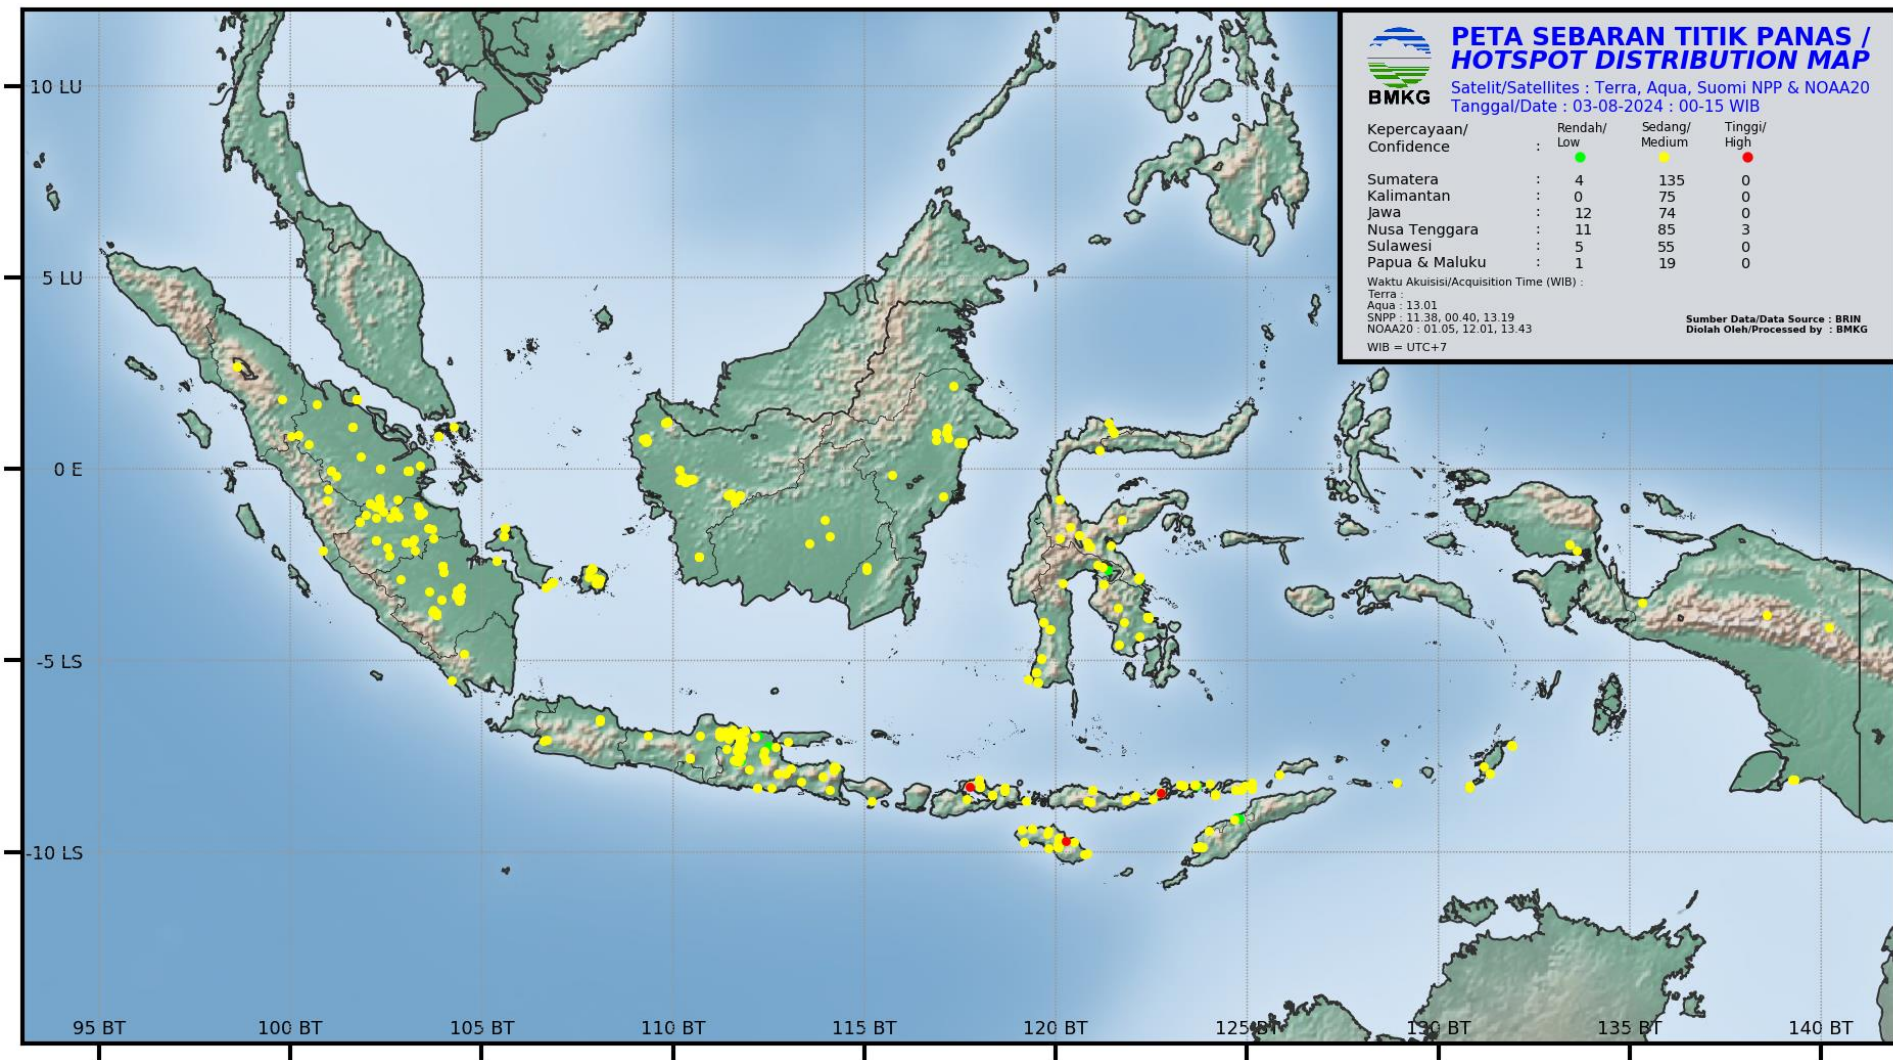 PETA SEBARAN TITIK PANAS /
HOTSPOT DISTRIBUTION MAP
BMKG
Satelit/Satellites : Terra, Aqua, Suomi NPP & NOAA20
Tanggal/Date : 03-08-2024 : 00-15 WIB
Kepercayaan/ Rendah/ Sedang/ Tinggi/
Confidence : Low Medium High
Sumatera : 4 135 0
Kalimantan : 0 75 0
Jawa : 12 74 0
Nusa Tenggara : 11 85 3
Sulawesi : 5 55 0
Papua & Maluku : 1 19 0
Waktu Akuisisi/Acquisition Time (WIB) :
Terra :
Aqua : 13.01
SNPP : 11.38, 00.40, 13.19
NOAA20 : 01.05, 12.01, 13.43
WIB = UTC+7
Sumber Data/Data Source : BRIN
Diolah Oleh/Processed by : BMKG
10 LU
5 LU
0 E
-5 LS
-10 LS
95 BT 100 BT 105 BT 110 BT 115 BT 120 BT 125 BT 130 BT 135 BT 140 BT